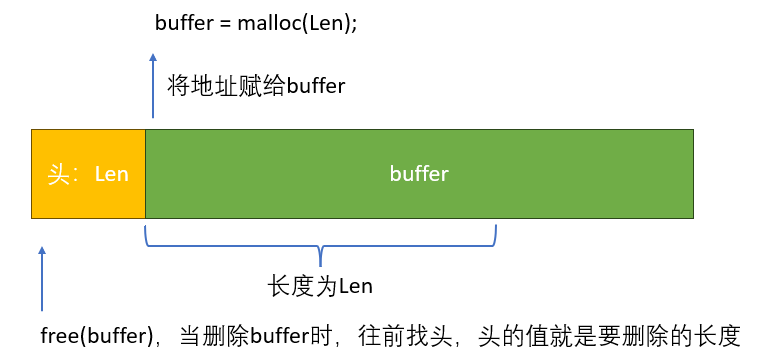 buffer = malloc(Len);
将地址赋给buffer
头：Len
buffer
长度为Len
free(buffer)，当删除buffer时，往前找头，头的值就是要删除的长度